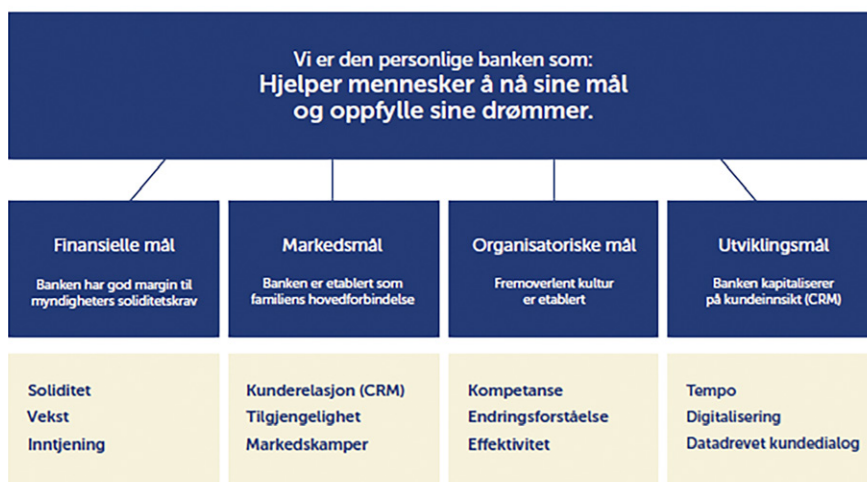 Vi er den personlige banken som:
Hjelper mennesker å nå sine mål
og oppfylle sine drømmer.
Finansielle mål
Banken har god margin til
myndigheters soliditetskrav
Soliditet
Vekst
Inntjening
Markedsmål
Banken er etablert som
familiens hovedforbindelse
Kunderelasjon (CRM)
Tilgjengelighet
Markedskamper
Organisatoriske mål
Fremoverlent kultur
er etablert
Kompetanse
Endringsforståelse
Effektivitet
Utviklingsmål
Banken kapitaliserer
på kundeinnsikt (CRM)
Tempo
Digitalisering
Datadrevet kundedialog